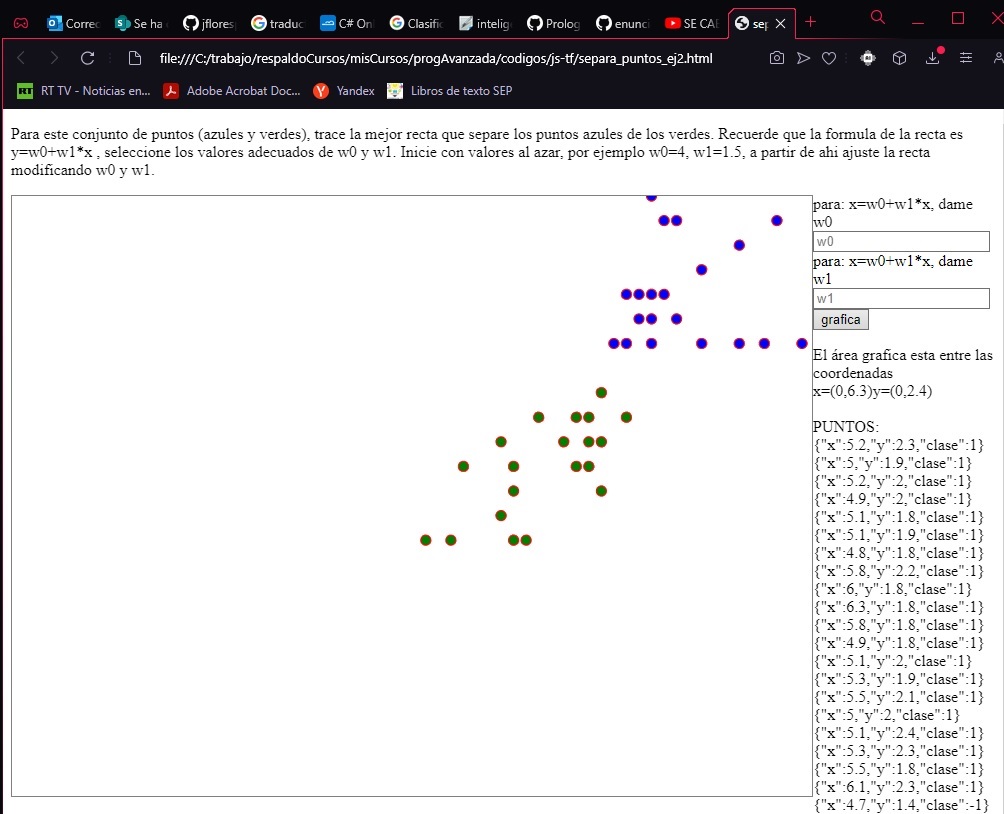 Correc
Se ha
jflores
traduc
C# On
Clasific
intelig
Prolog
enunci
SE CAE
sep
file:///C:/trabajo/respaldoCursos/misCursos/progAvanzada/codigos/js-tf/separa_puntos_ej2.html
RT RT TV - Noticias en...
Adobe Acrobat Doc...
Yandex
Libros de texto SEP
Para este conjunto de puntos (azules y verdes), trace la mejor recta que separe los puntos azules de los verdes. Recuerde que la formula de la recta es
y=w0+w1*x , seleccione los valores adecuados de w0 y w1. Inicie con valores al azar, por ejemplo w0=4, w1=1.5, a partir de ahi ajuste la recta
modificando w0 y w1.
para: x=w0+w1*x, dame
w0
w0
para: x=w0+w1*x, dame
w1
w1
grafica
El área grafica esta entre las
coordenadas
x=(0,6.3)y=(0,2.4)
PUNTOS:
{"x":5.2,"y":2.3,"clase":1}
{"x":5,"y":1.9,"clase":1}
{"x":5.2,"y":2,"clase":1}
{"x":4.9,"y":2,"clase":1}
{"x":5.1,"y":1.8,"clase":1}
{"x":5.1,"y":1.9,"clase":1}
{"x":4.8,"y":1.8,"clase":1}
{"x":5.8,"y":2.2,"clase":1}
{"x":6,"y":1.8,"clase":1}
{"x":6.3,"y":1.8,"clase":1}
{"x":5.8,"y":1.8,"clase":1}
{"x":4.9,"y":1.8,"clase":1}
{"x":5.1,"y":2,"clase":1}
{"x":5.3,"y":1.9,"clase":1}
{"x":5.5,"y":2.1,"clase":1}
{"x":5,"y":2,"clase":1}
{"x":5.1,"y":2.4,"clase":1}
{"x":5.3,"y":2.3,"clase":1}
{"x":5.5,"y":1.8,"clase":1}
{"x":6.1,"y":2.3,"clase":1}
{"x":4.7,"y":1.4,"clase":-1}